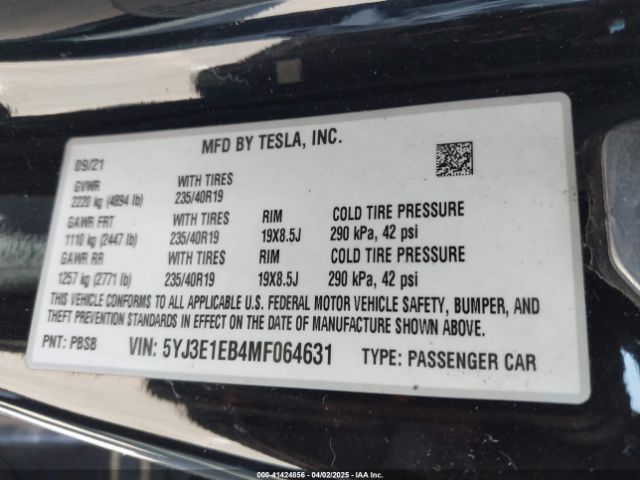 MFD BY TESLA, INC.
09/21
GVWR WITH TIRES
2220 kg (4894 lb) 235/40R19
GAWR FRT WITH TIRES RIM COLD TIRE PRESSURE
1110 kg (2447 lb) 235/40R19 19X8.5J 290 kPa, 42 psi
GAWR RR WITH TIRES RIM COLD TIRE PRESSURE
1257 kg (2771 lb) 235/40R19 19X8.5J 290 kPa, 42 psi
THIS VEHICLE CONFORMS TO ALL APPLICABLE U.S. FEDERAL MOTOR VEHICLE SAFETY, BUMPER, AND
THEFT PREVENTION STANDARDS IN EFFECT ON THE DATE OF MANUFACTURE SHOWN ABOVE.
PNT: PBSB VIN: 5YJ3E1EB4MF064631 TYPE: PASSENGER CAR
000-41424856 - 04/02/2025 - IAA Inc.